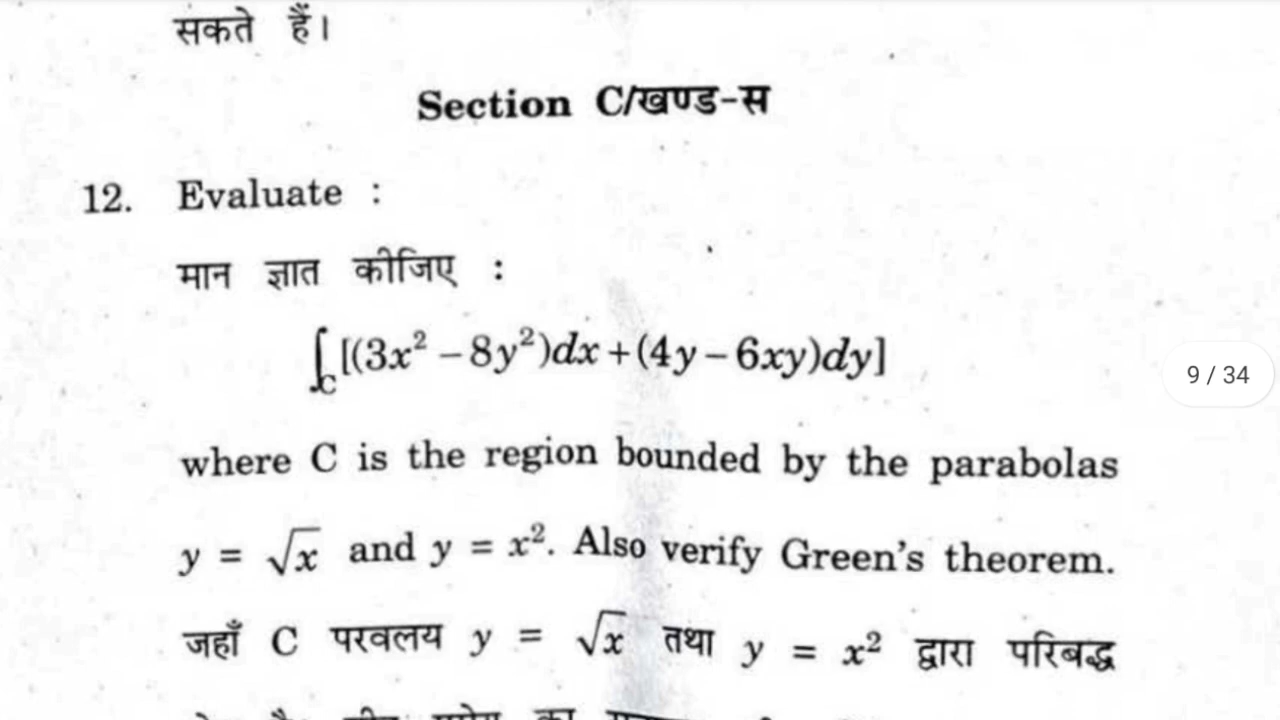 सकते हैं।
Section C/खण्ड-स
12. Evaluate :
मान ज्ञात कीजिए :
∫_C [(3x² – 8y²)dx + (4y – 6xy)dy]
9 / 34
where C is the region bounded by the parabolas
y = √x and y = x². Also verify Green's theorem.
जहाँ C परवलय y = √x तथा y = x² द्वारा परिबद्ध